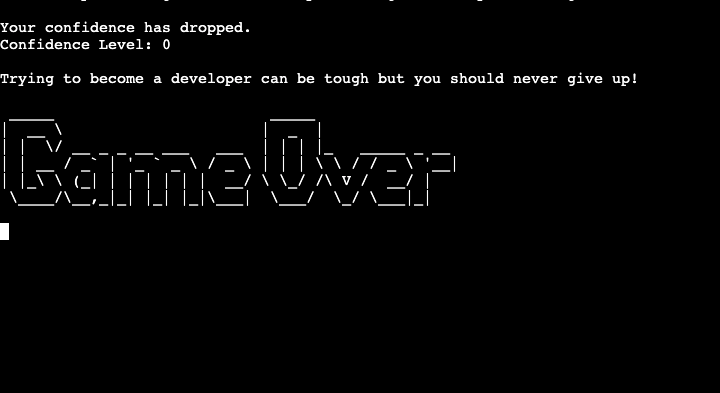 Your confidence has dropped.
Confidence Level: 0
Trying to become a developer can be tough but you should never give up!
Game Over